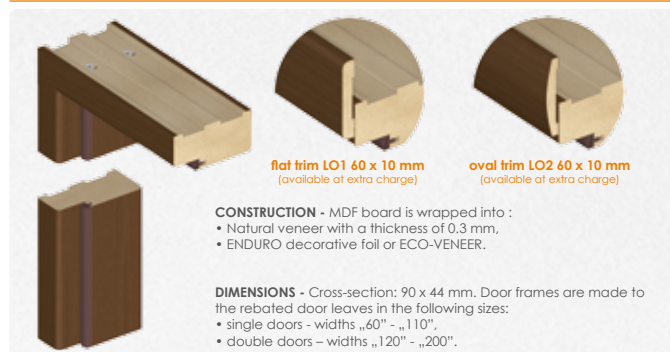 flat trim LO1 60 x 10 mm
(available at extra charge)
oval trim LO2 60 x 10 mm
(available at extra charge)
CONSTRUCTION - MDF board is wrapped into :
• Natural veneer with a thickness of 0.3 mm,
• ENDURO decorative foil or ECO-VENEER.
DIMENSIONS - Cross-section: 90 x 44 mm. Door frames are made to
the rebated door leaves in the following sizes:
• single doors - widths „60” - „110”,
• double doors – widths „120” - „200”.